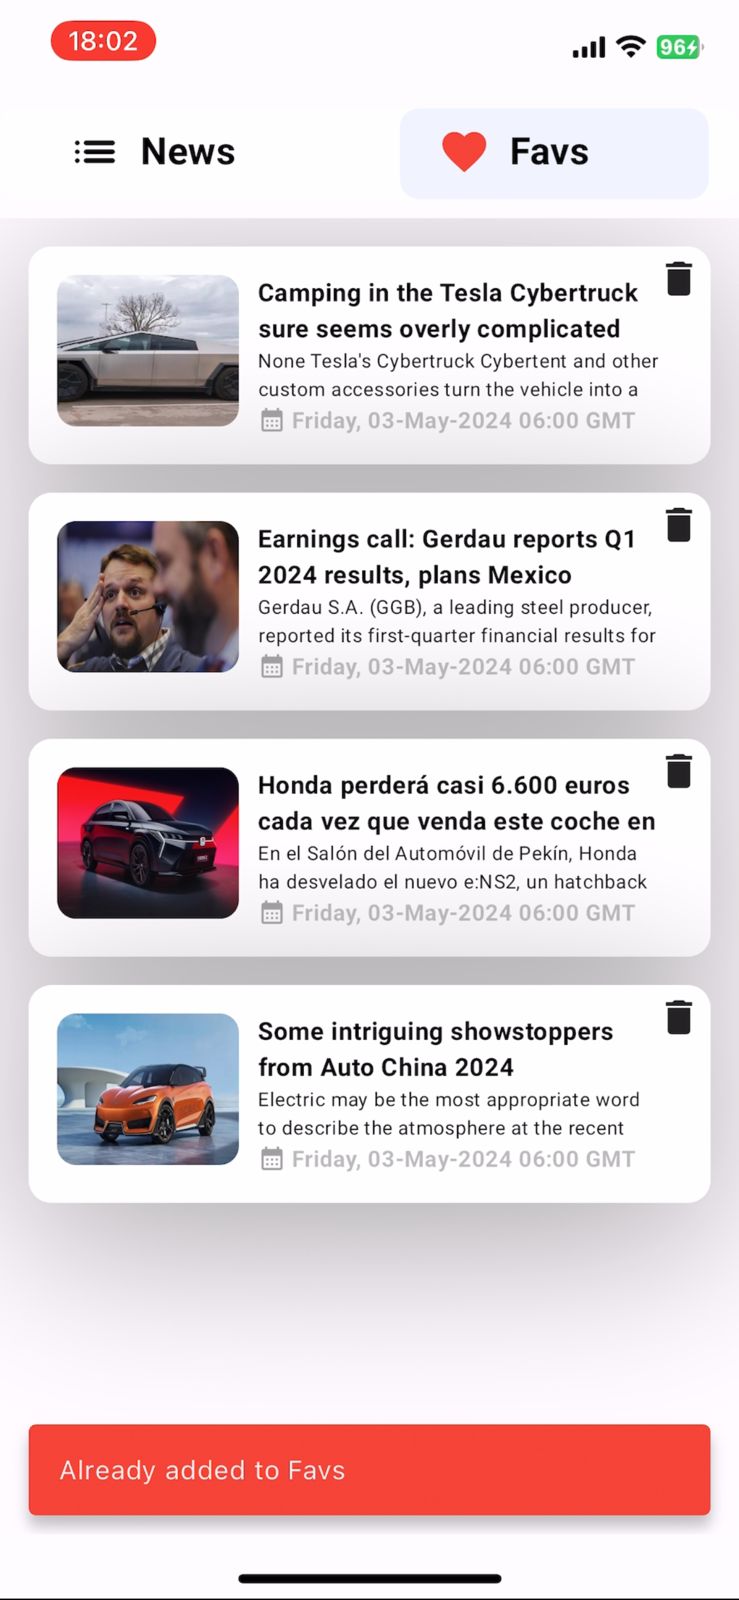 18:02
96
News
Favs
Camping in the Tesla Cybertruck
sure seems overly complicated
None Tesla's Cybertruck Cybertent and other
custom accessories turn the vehicle into a
Friday, 03-May-2024 06:00 GMT
Earnings call: Gerdau reports Q1
2024 results, plans Mexico
Gerdau S.A. (GGB), a leading steel producer,
reported its first-quarter financial results for
Friday, 03-May-2024 06:00 GMT
Honda perderá casi 6.600 euros
cada vez que venda este coche en
En el Salón del Automóvil de Pekín, Honda
ha desvelado el nuevo e:NS2, un hatchback
Friday, 03-May-2024 06:00 GMT
Some intriguing showstoppers
from Auto China 2024
Electric may be the most appropriate word
to describe the atmosphere at the recent
Friday, 03-May-2024 06:00 GMT
Already added to Favs